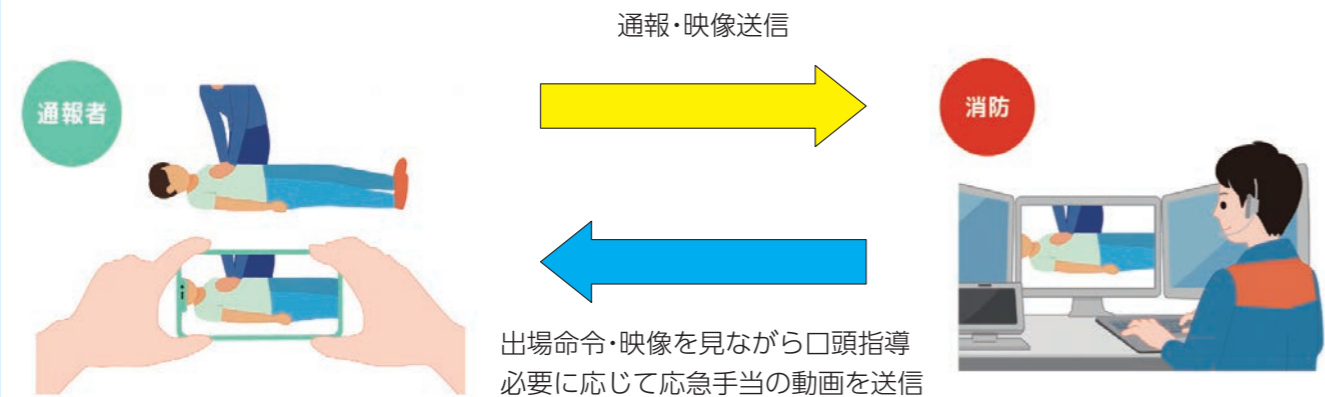 通報・映像送信
通報者
消防
出場命令・映像を見ながら口頭指導
必要に応じて応急手当の動画を送信